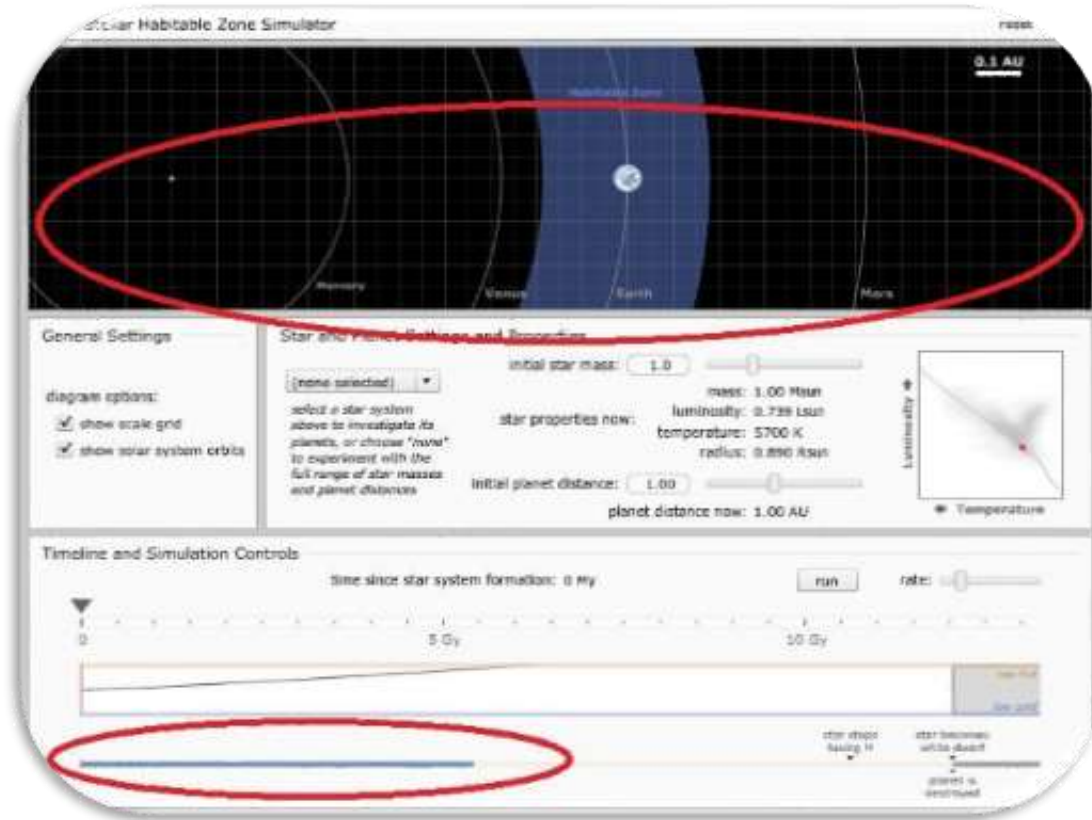 Habitable Zone Simulator
reset
0.1 AU
Habitable Zone
Mercury
Venus
Earth
Mars
General Settings
diagram options:
show scale grid
show solar system orbits
Star and Planet Settings and Properties
(none selected)
select a star system
above to investigate its
planets, or choose "none"
to experiment with the
full range of star masses
and planet distances
initial star mass: 1.0
star properties now:
mass: 1.00 Msun
luminosity: 0.739 Lsun
temperature: 5700 K
radius: 0.890 Rsun
initial planet distance: 1.00
planet distance now: 1.00 AU
Luminosity
Temperature
Timeline and Simulation Controls
time since star system formation: 0 My
run
rate:
0
5 Gy
10 Gy
too hot
too cold
star stops
fusing H
star becomes
white dwarf
planet is
destroyed